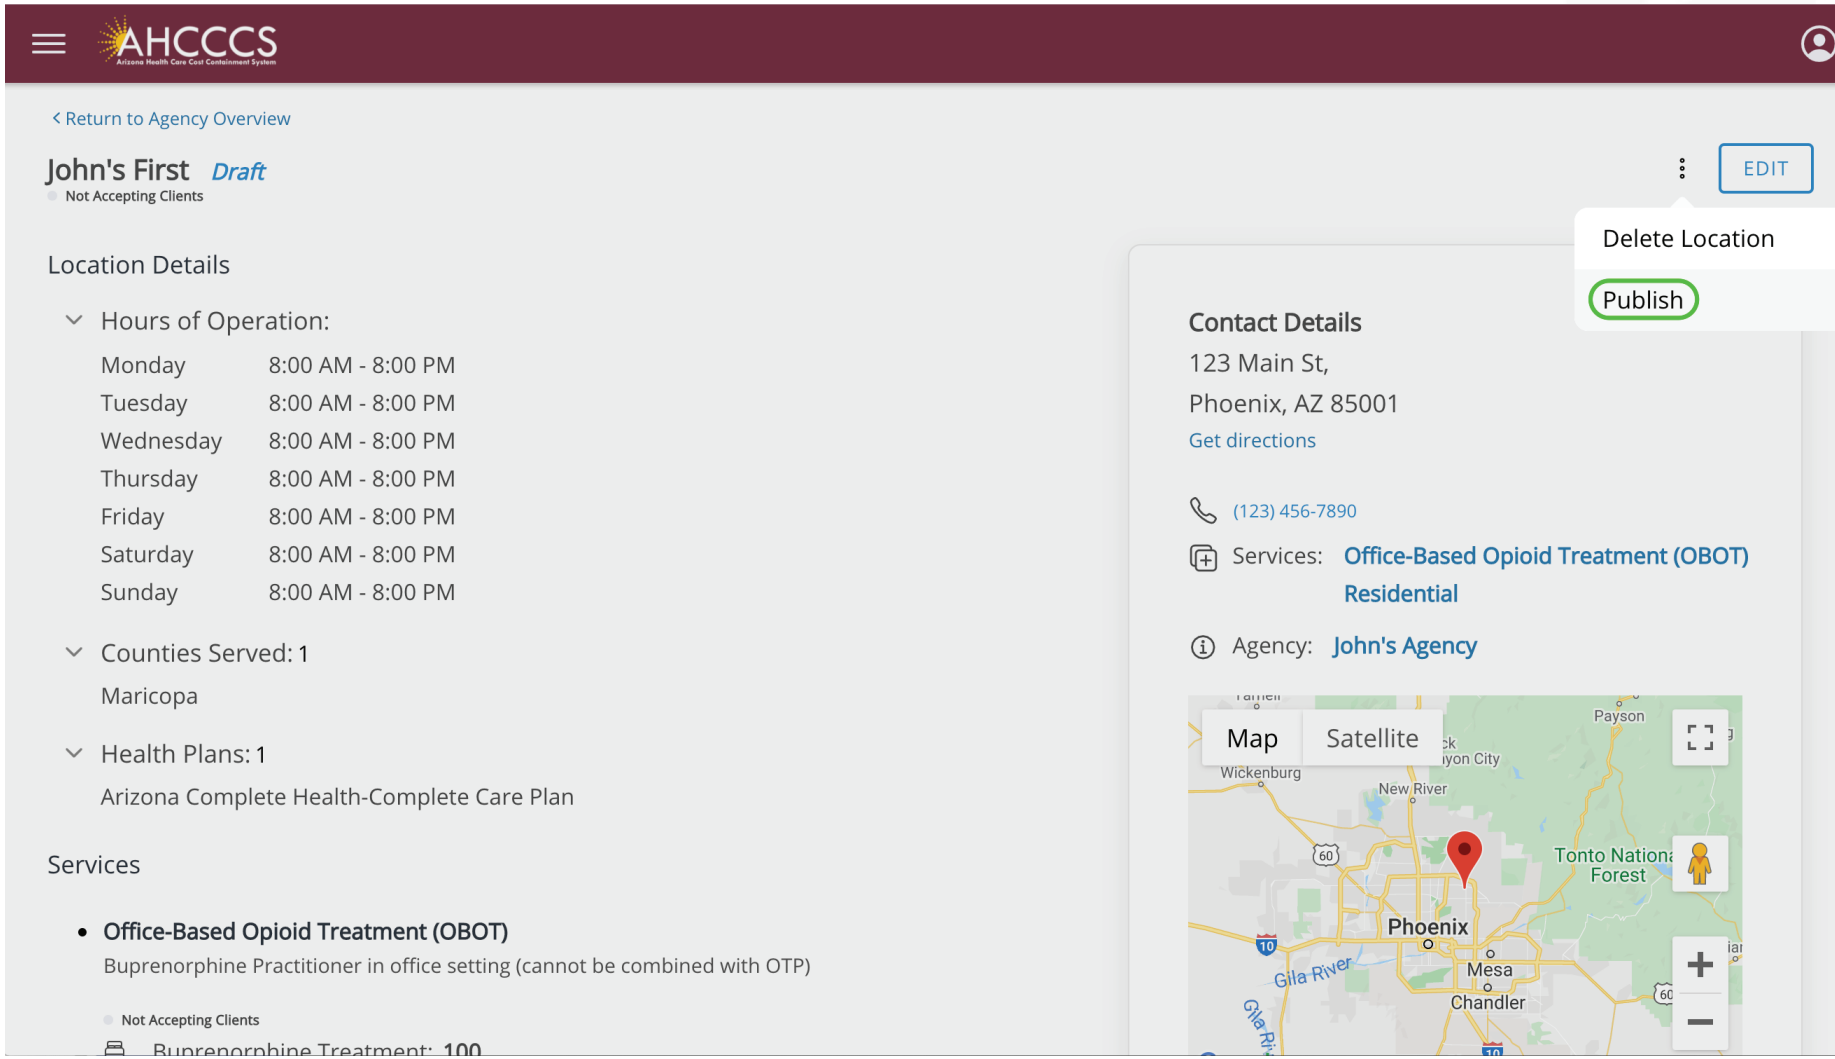 AHCCCS
Arizona Health Care Cost Containment System
Return to Agency Overview
John's First Draft
Not Accepting Clients
EDIT
Delete Location
Publish
Location Details
Hours of Operation:
Monday 8:00 AM - 8:00 PM
Tuesday 8:00 AM - 8:00 PM
Wednesday 8:00 AM - 8:00 PM
Thursday 8:00 AM - 8:00 PM
Friday 8:00 AM - 8:00 PM
Saturday 8:00 AM - 8:00 PM
Sunday 8:00 AM - 8:00 PM
Counties Served: 1
Maricopa
Health Plans: 1
Arizona Complete Health-Complete Care Plan
Services
• Office-Based Opioid Treatment (OBOT)
Buprenorphine Practitioner in office setting (cannot be combined with OTP)
Not Accepting Clients
Buprenorphine Treatment: 100
Contact Details
123 Main St,
Phoenix, AZ 85001
Get directions
(123) 456-7890
Services: Office-Based Opioid Treatment (OBOT)
Residential
Agency: John's Agency
Map Satellite
Payson
yon City
Wickenburg
New River
60
Tonto Nationa
Forest
Phoenix
10
Gila River
Mesa
Chandler
60
Gila Ri
10